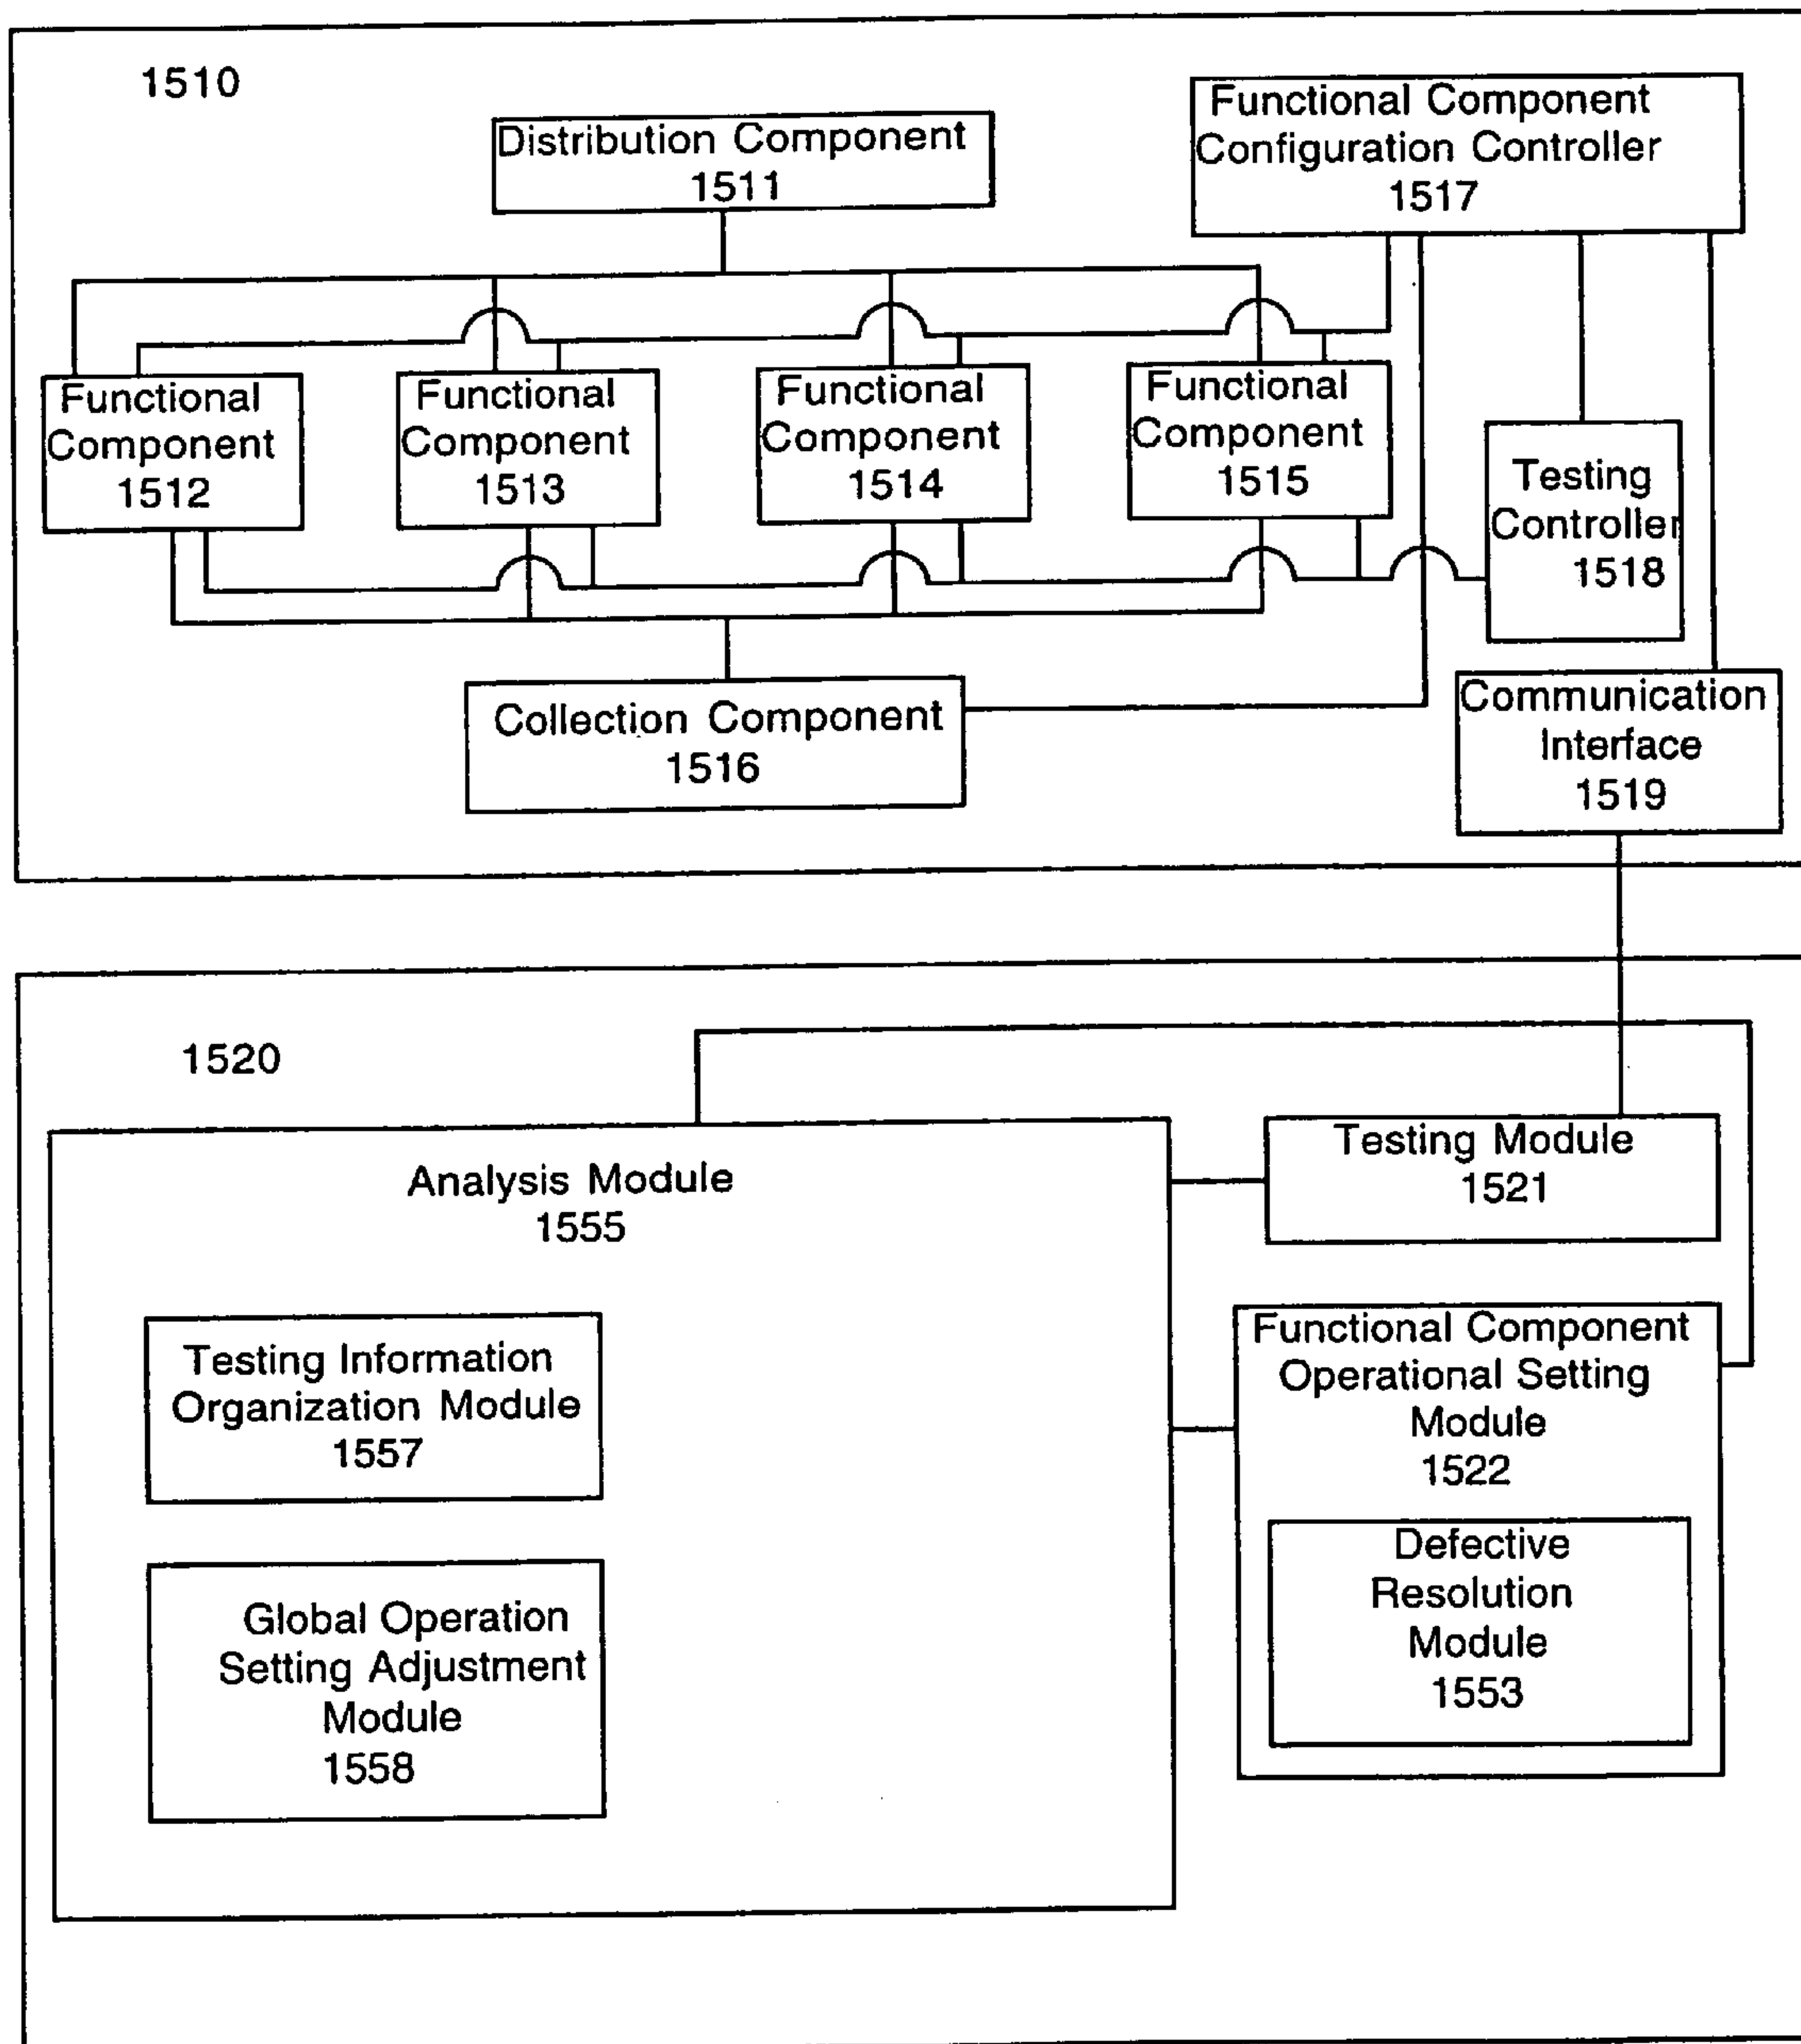 1510
Distribution Component
1511
Functional Component
Configuration Controller
1517
Functional
Component
1512
Functional
Component
1513
Functional
Component
1514
Functional
Component
1515
Testing
Controller
1518
Collection Component
1516
Communication
Interface
1519
1520
Analysis Module
1555
Testing Module
1521
Testing Information
Organization Module
1557
Functional Component
Operational Setting
Module
1522
Global Operation
Setting Adjustment
Module
1558
Defective
Resolution
Module
1553